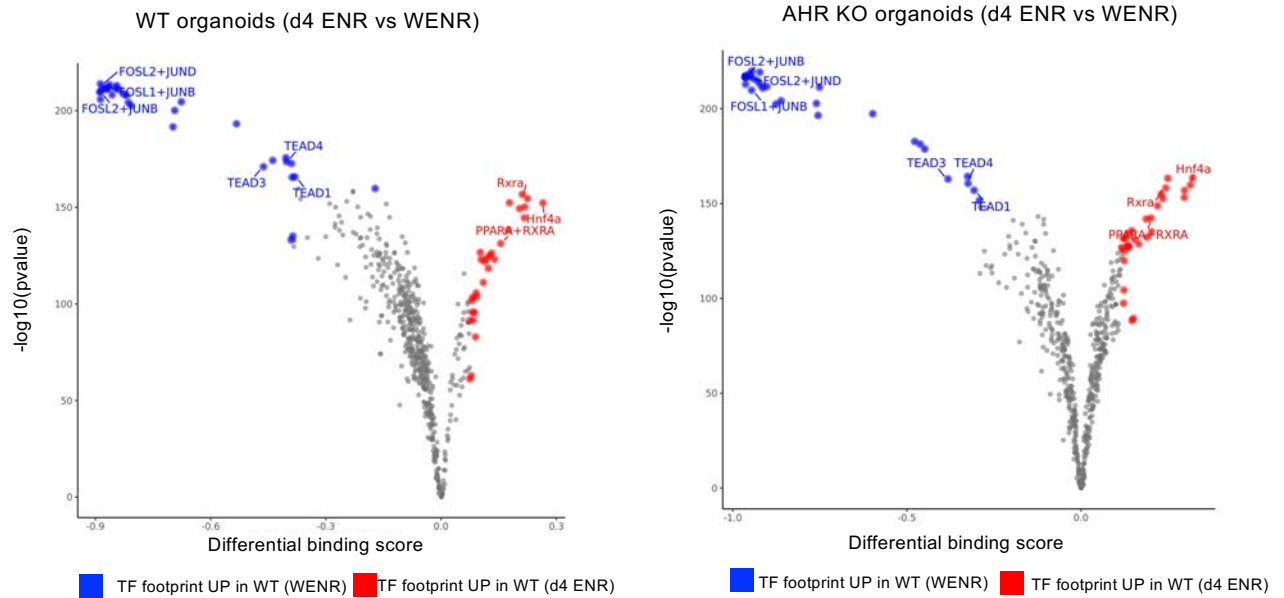 WT organoids (d4 ENR vs WENR)
-log10(pvalue)
200
150
100
50
0
FOSL2+JUND
FOSL1+JUNB
FOSL2+JUNB
TEAD4
TEAD3
TEAD1
Rxra
Hnf4a
PPARA+RXRA
-0.9
-0.6
-0.3
0.0
0.3
Differential binding score
TF footprint UP in WT (WENR)
TF footprint UP in WT (d4 ENR)
AHR KO organoids (d4 ENR vs WENR)
-log10(pvalue)
200
150
100
50
0
FOSL2+JUNB
FOSL2+JUND
FOSL1+JUNB
TEAD3
TEAD4
TEAD1
Hnf4a
Rxra
PPARA+RXRA
-1.0
-0.5
0.0
Differential binding score
TF footprint UP in WT (WENR)
TF footprint UP in WT (d4 ENR)